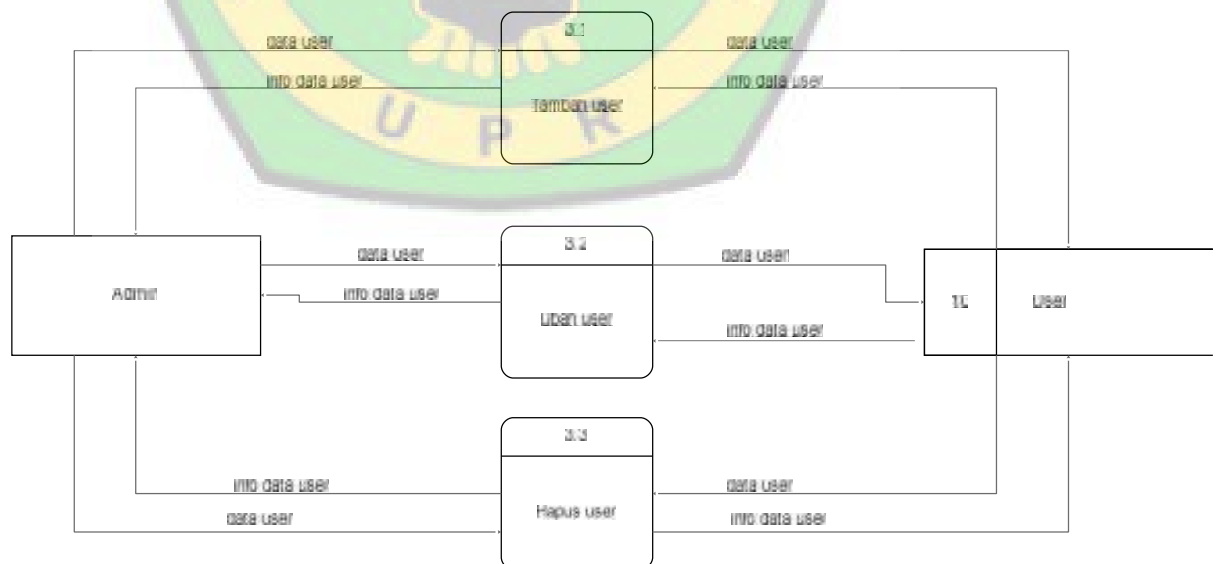 3.1
data user
data user
info data user
info data user
Tambah user
U P R
3.2
data user
data user
Admin
info data user
Ubah user
User
info data user
3.3
info data user
data user
Hapus user
data user
info data user